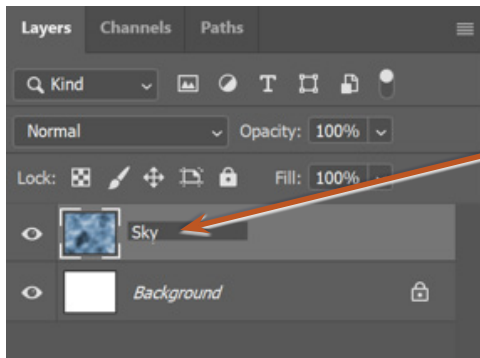 Layers Channels Paths
Kind T
Normal Opacity: 100%
Lock: Fill: 100%
Sky
Background